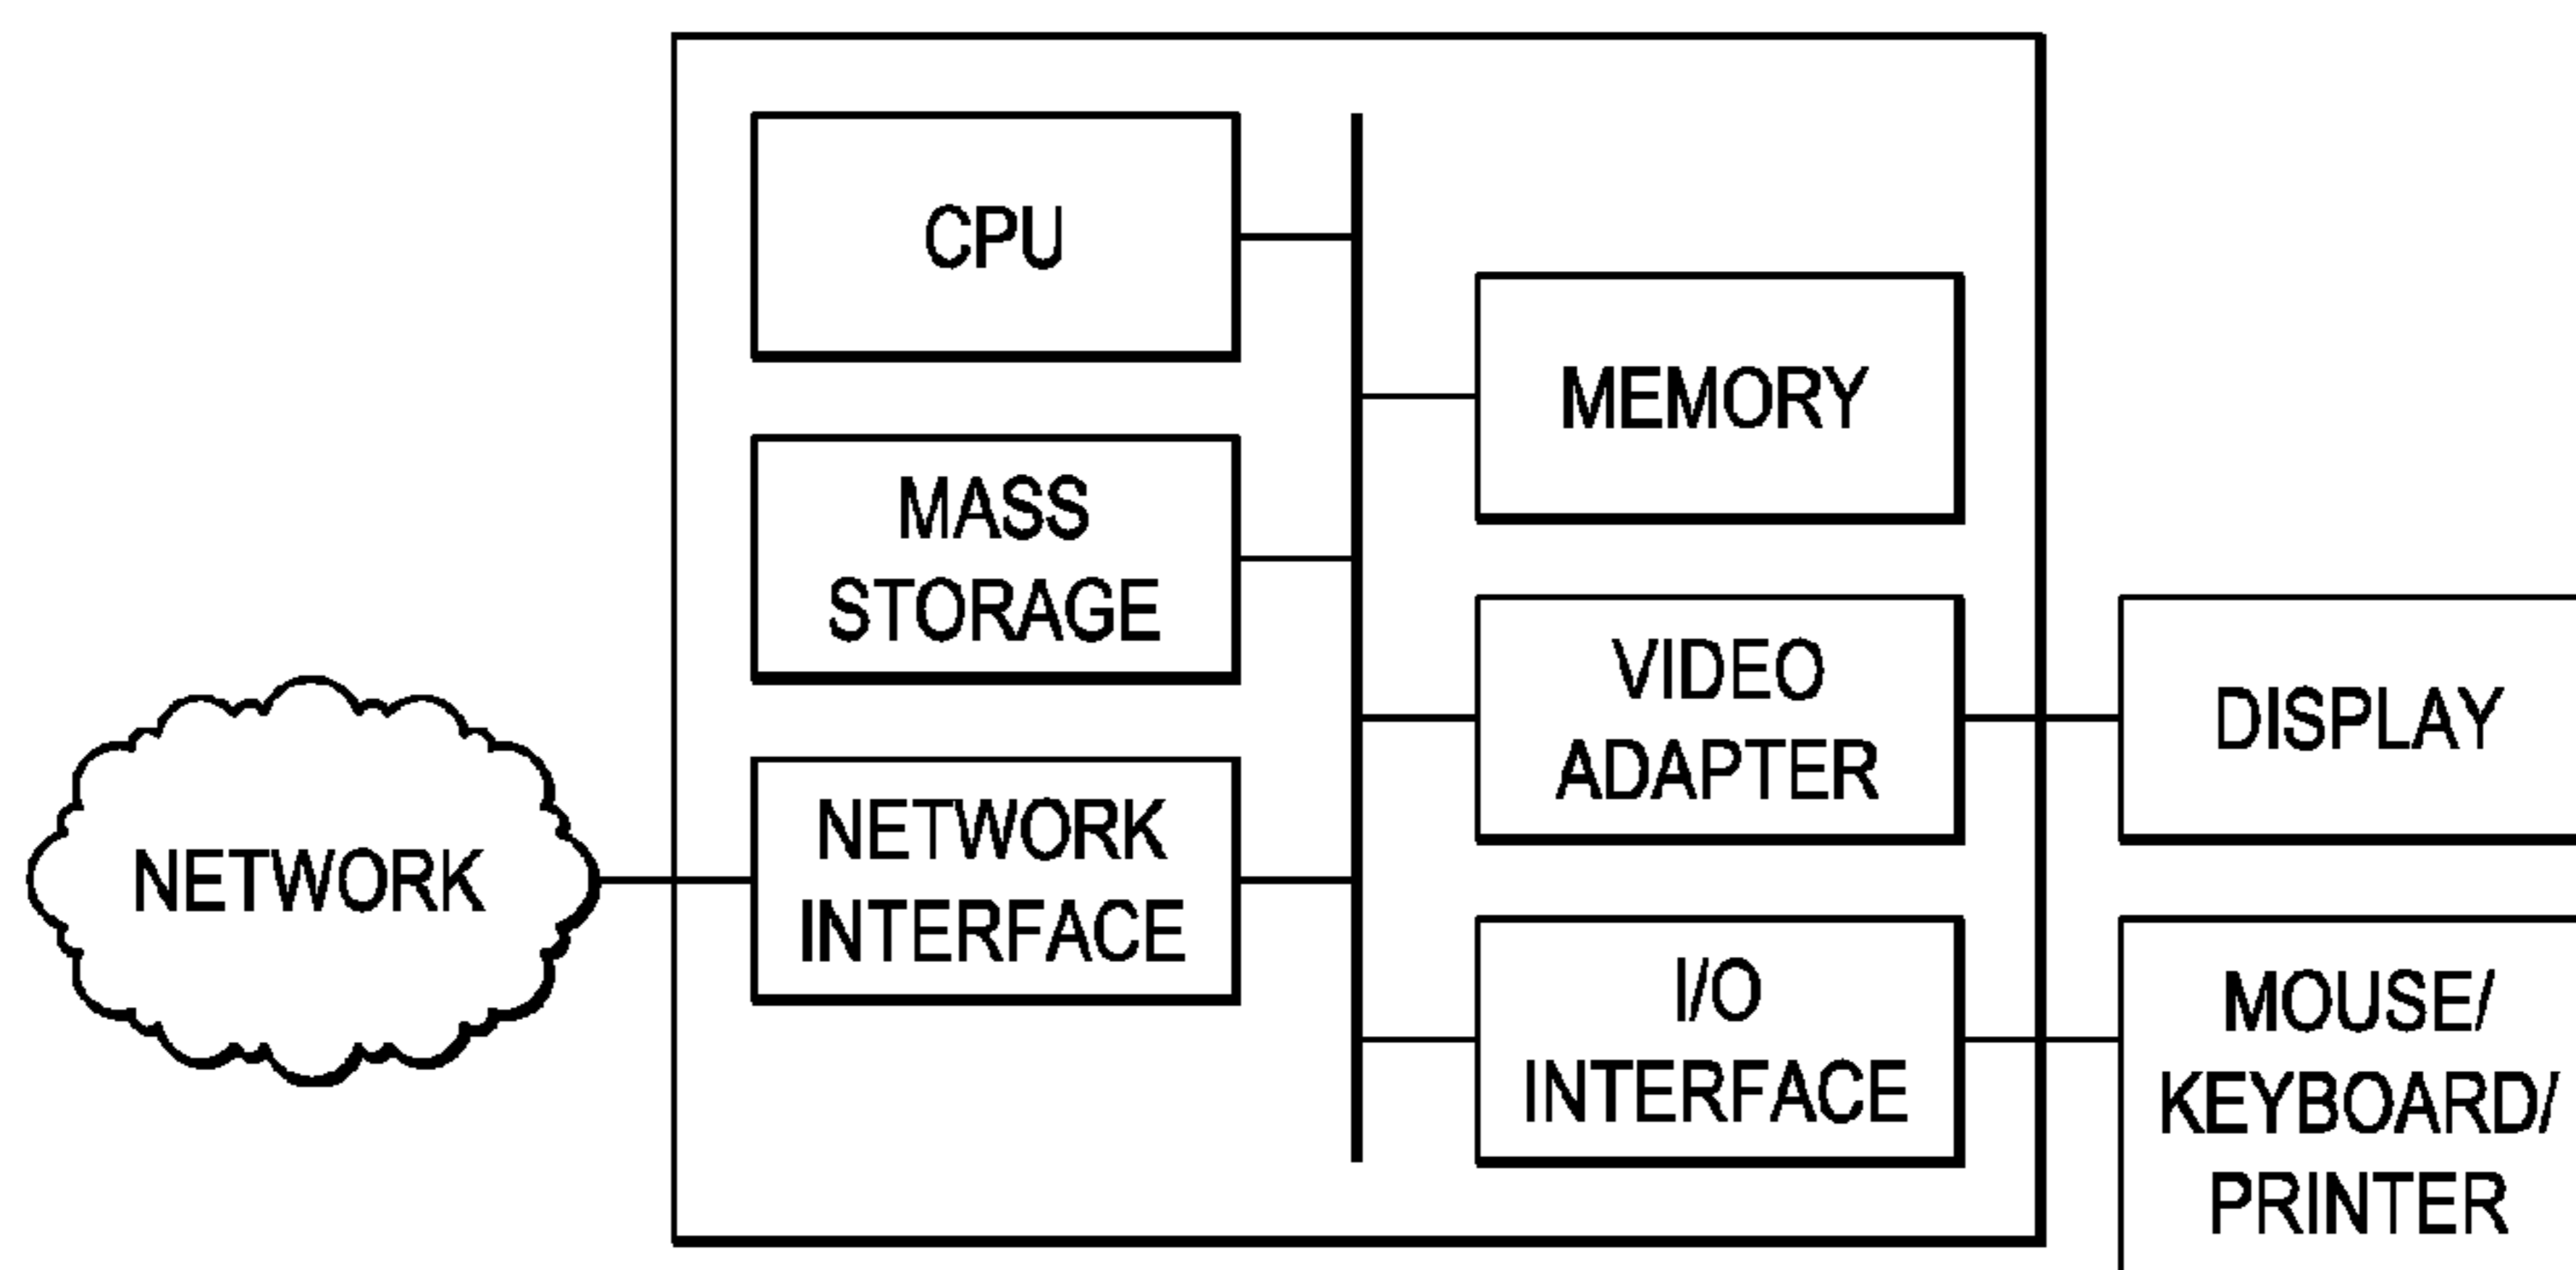 CPU
MEMORY
MASS
STORAGE
VIDEO
ADAPTER
DISPLAY
NETWORK
NETWORK
INTERFACE
I/O
INTERFACE
MOUSE/
KEYBOARD/
PRINTER